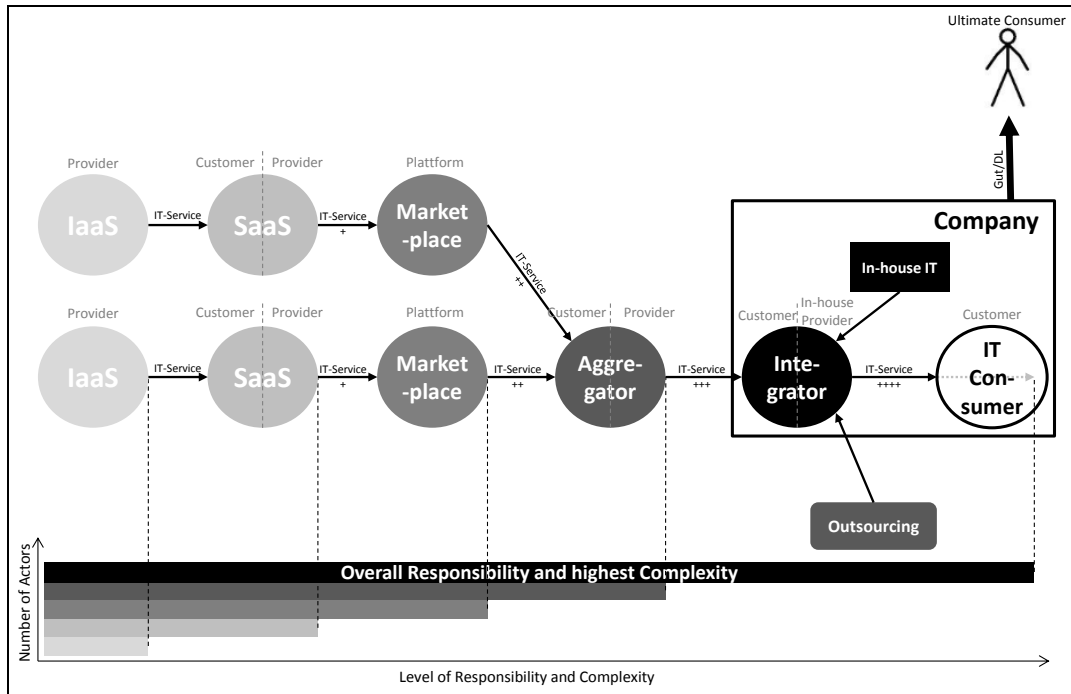 Ultimate Consumer
Gut/DL
Provider
Customer
Provider
Plattform
IaaS
IT-Service
SaaS
IT-Service
+
Market
-place
IT-Service
++
Company
In-house IT
Provider
Customer
Provider
Plattform
Customer
Provider
Customer
In-house
Provider
Customer
IaaS
IT-Service
SaaS
IT-Service
+
Market
-place
IT-Service
++
Aggre-
gator
IT-Service
+++
Inte-
grator
IT-Service
++++
IT
Con-
sumer
Outsourcing
Number of Actors
Overall Responsibility and highest Complexity
Level of Responsibility and Complexity